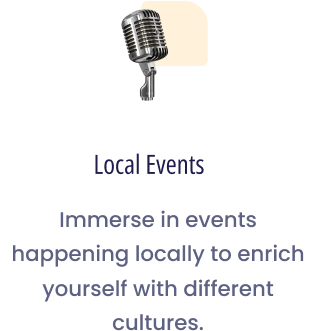 Local Events
Immerse in events
happening locally to enrich
yourself with different
cultures.